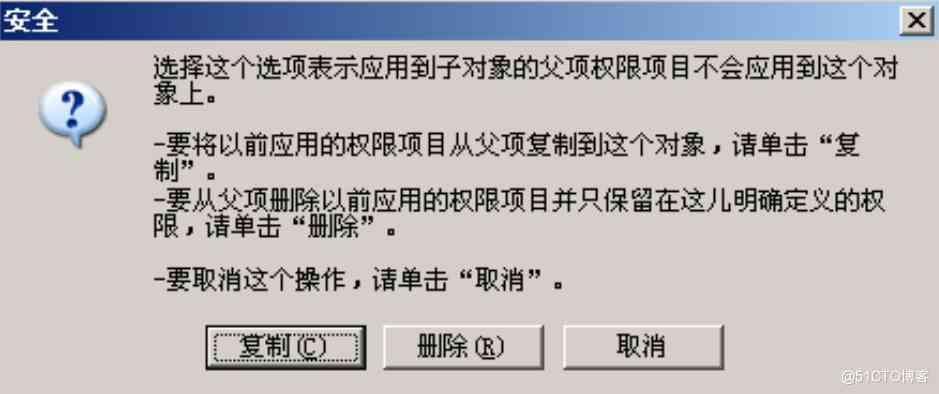 安全
选择这个选项表示应用到子对象的父项权限项目不会应用到这个对
象上。
-要将以前应用的权限项目从父项复制到这个对象，请单击“复
制”。
-要从父项删除以前应用的权限项目并只保留在这儿明确定义的权
限，请单击“删除”。
-要取消这个操作，请单击“取消”。
复制(C) 删除(R) 取消
@51CTO博客